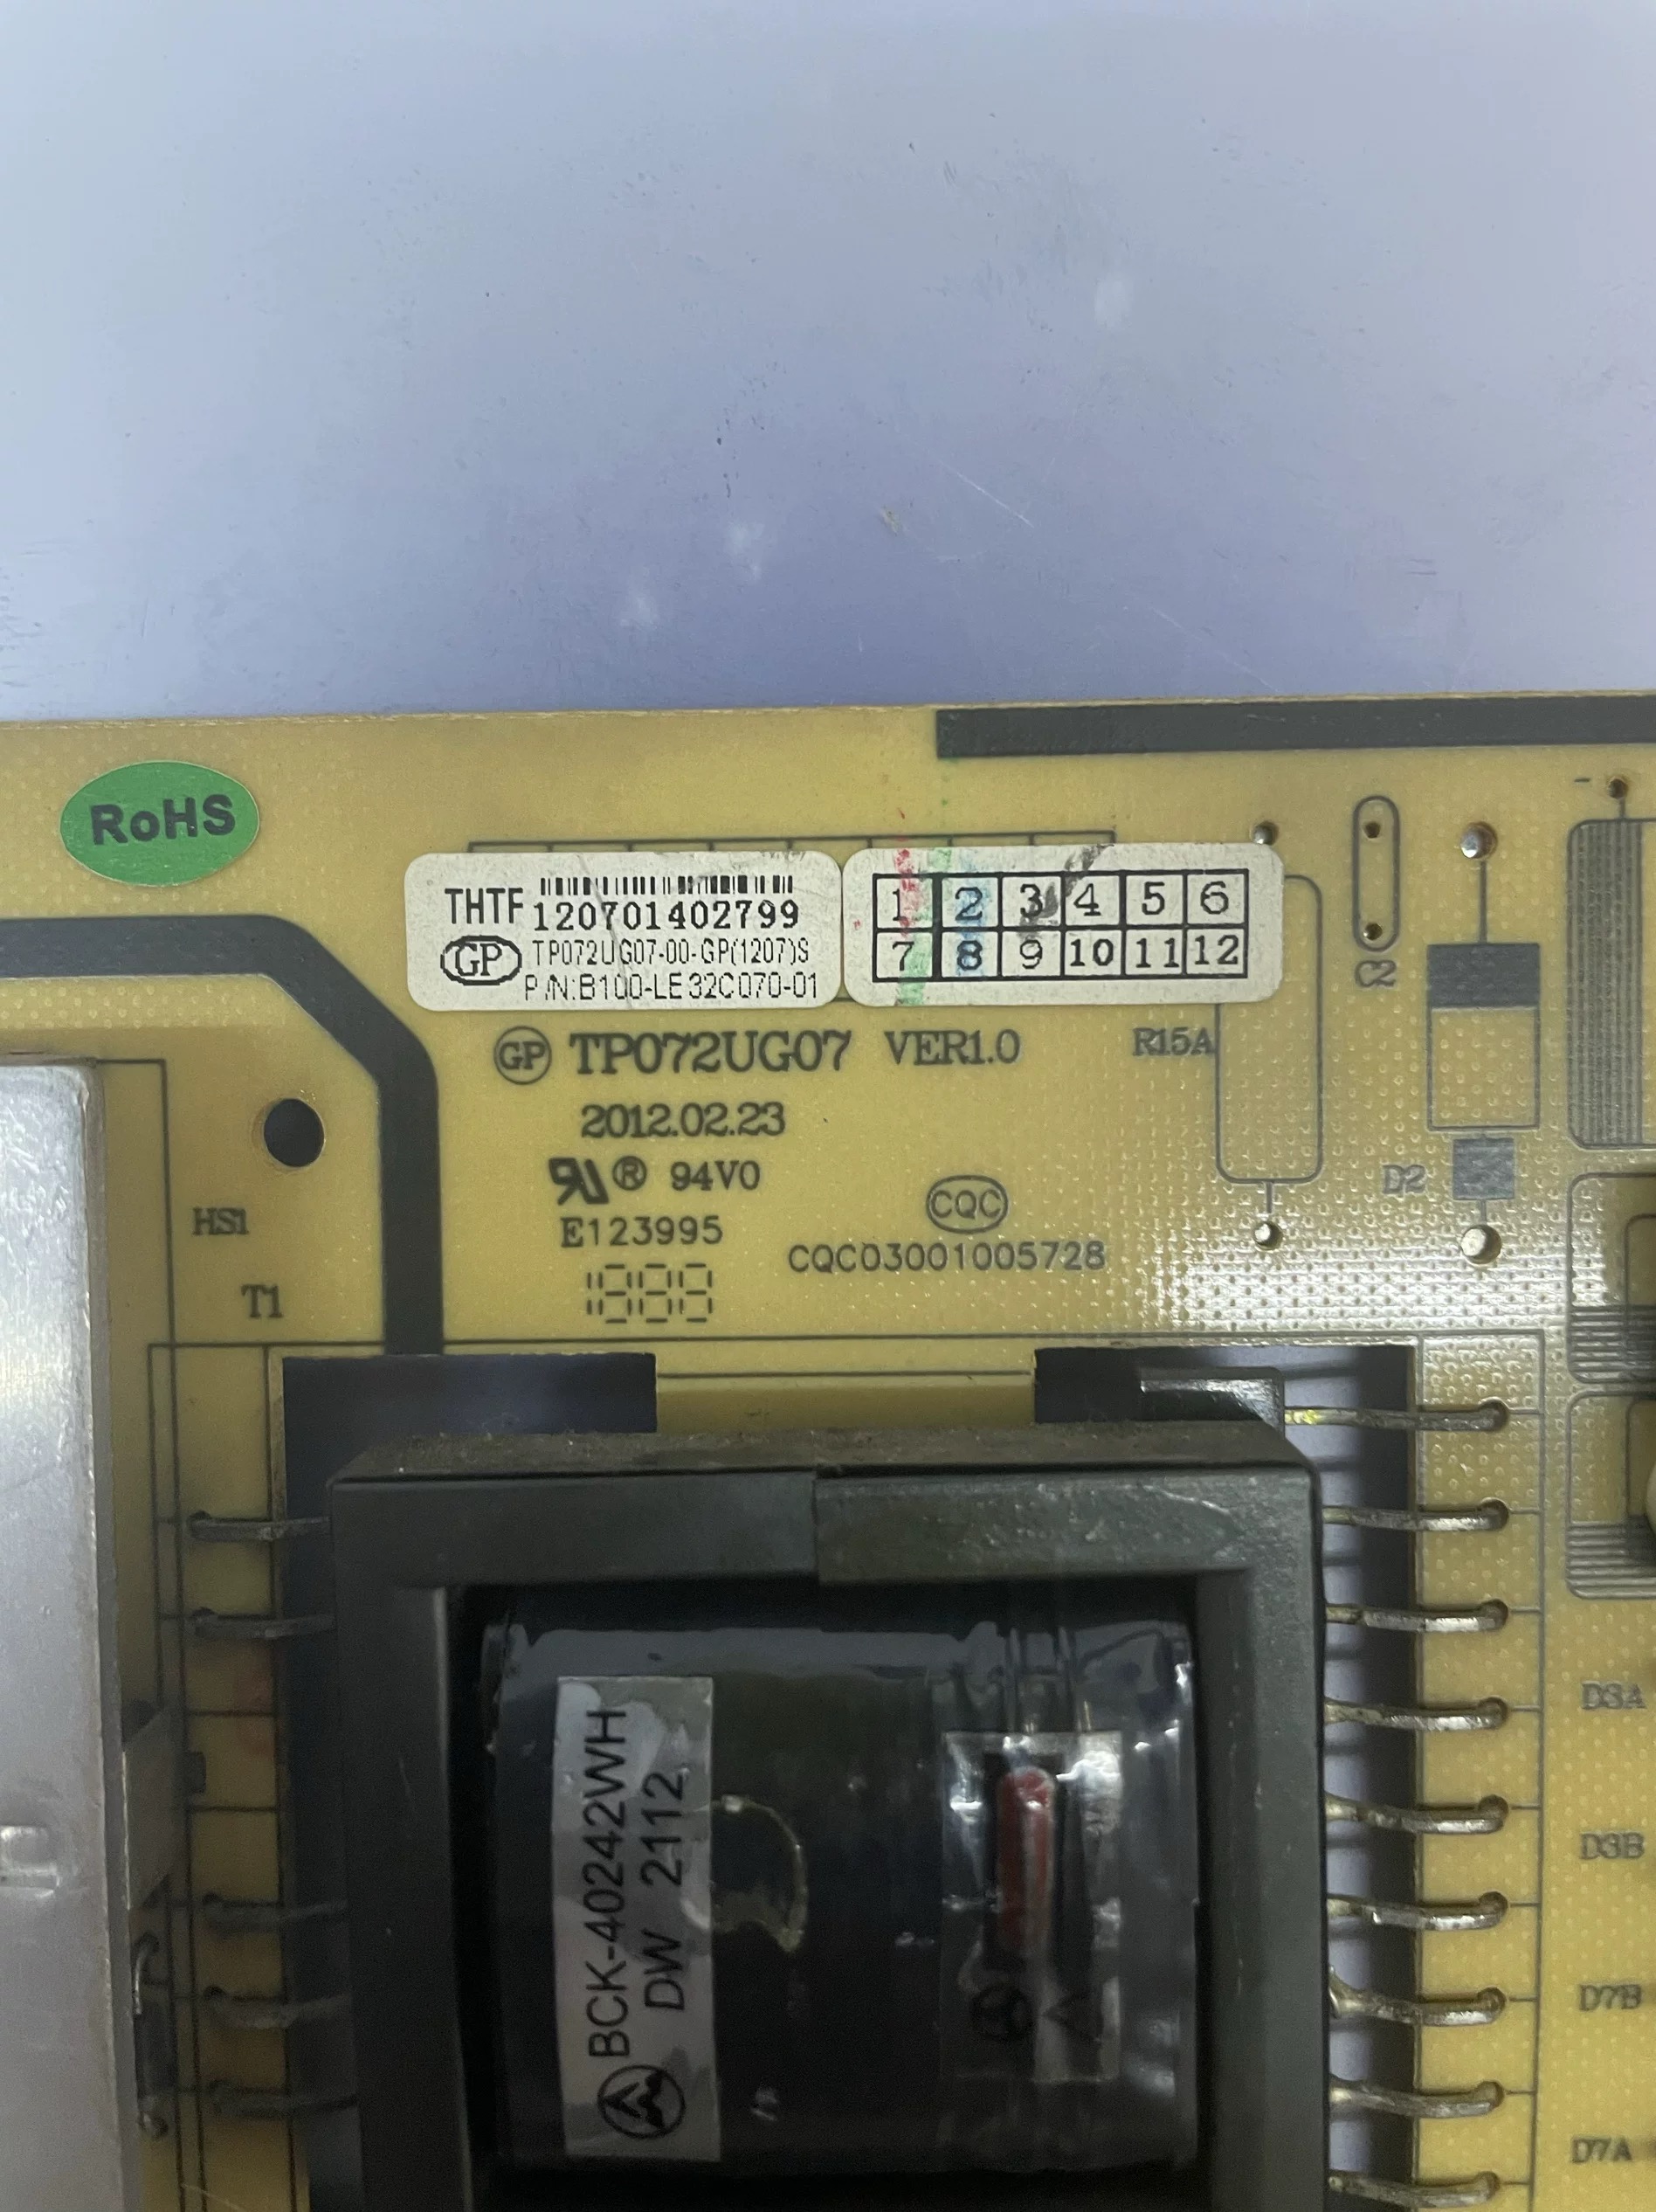 RoHS
THTF
120701402799
GP
TP072UG07-00-GP(1207)S
P/N:B100-LE32C070-01
1 2 3 4 5 6
7 8 9 10 11 12
C2
GP TP072UG07 VER1.0
R15A
2012.02.23
® 94V0
E123995
CQC
CQC03001005728
D2
HS1
T1
D3A
D3B
D7B
D7A
BCK-40242WH
DW 2112